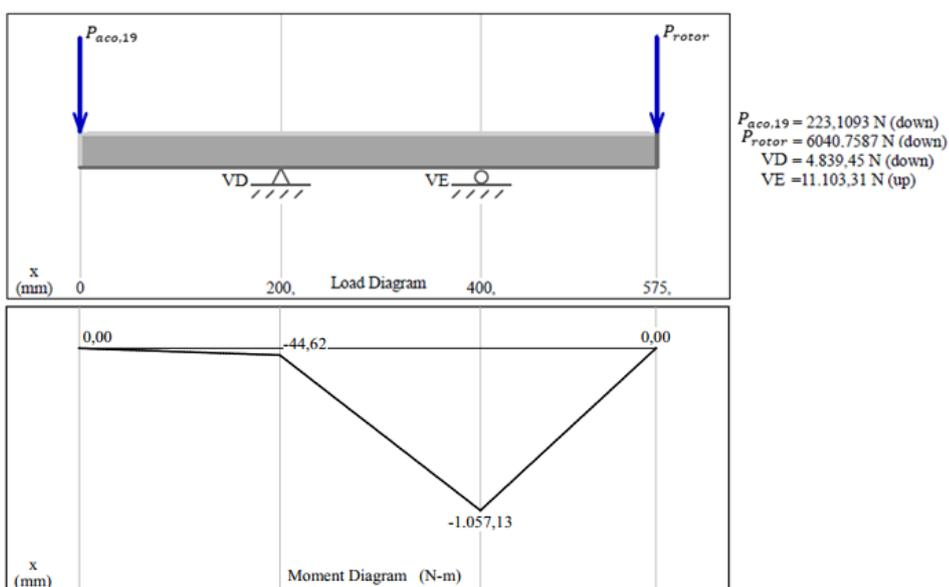 P_aco,19
P_rotor
P_aco,19 = 223,1093 N (down)
P_rotor = 6040.7587 N (down)
VD = 4.839,45 N (down)
VE =11.103,31 N (up)
VD
VE
x
(mm) 0 200, Load Diagram 400, 575,
0,00 -44,62 0,00
-1.057,13
x
(mm) Moment Diagram (N-m)